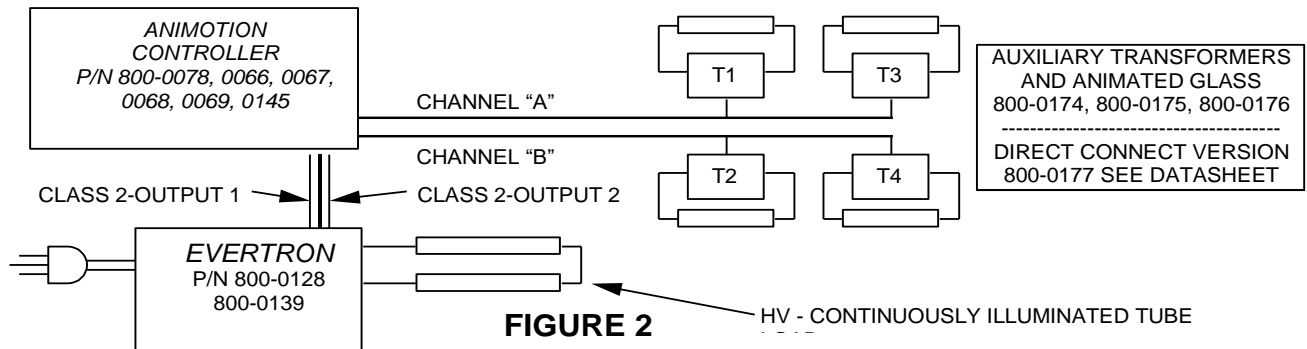 ANIMOTION
CONTROLLER
P/N 800-0078, 0066, 0067,
0068, 0069, 0145
CHANNEL "A"
CHANNEL "B"
T1
T3
T2
T4
AUXILIARY TRANSFORMERS
AND ANIMATED GLASS
800-0174, 800-0175, 800-0176
----------------------------------------
DIRECT CONNECT VERSION
800-0177 SEE DATASHEET
CLASS 2-OUTPUT 1
CLASS 2-OUTPUT 2
EVERTRON
P/N 800-0128
800-0139
FIGURE 2
HV - CONTINUOUSLY ILLUMINATED TUBE